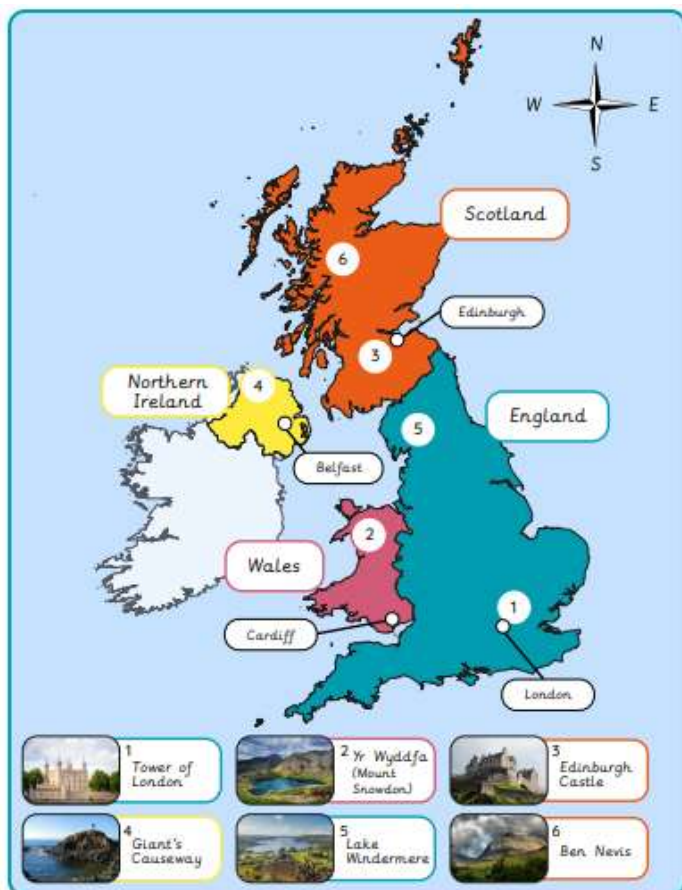 N
W
E
S
Scotland
6
Edinburgh
3
Northern
Ireland
4
England
5
Belfast
2
Wales
1
Cardiff
London
1
Tower of
London
2 Yr Wyddfa
(Mount
Snowdon)
3
Edinburgh
Castle
4
Giant's
Causeway
5
Lake
Windermere
6
Ben Nevis